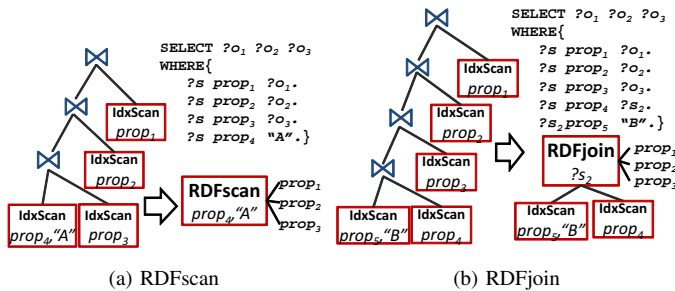 SELECT ?o1 ?o2 ?o3
WHERE{
?s prop1 ?o1.
?s prop2 ?o2.
?s prop3 ?o3.
?s prop4 “A”.}
IdxScan
prop1
IdxScan
prop2
IdxScan
prop4,“A”
IdxScan
prop3
RDFscan
prop4,“A”
prop1
prop2
prop3
(a) RDFscan
SELECT ?o1 ?o2 ?o3
WHERE{
?s prop1 ?o1.
?s prop2 ?o2.
?s prop3 ?o3.
?s prop4 ?s2.
?s2prop5 “B”.}
IdxScan
prop1
IdxScan
prop2
IdxScan
prop3
IdxScan
prop5,“B”
IdxScan
prop4
RDFjoin
?s2
prop1
prop2
prop3
IdxScan
prop5,“B”
IdxScan
prop4
(b) RDFjoin